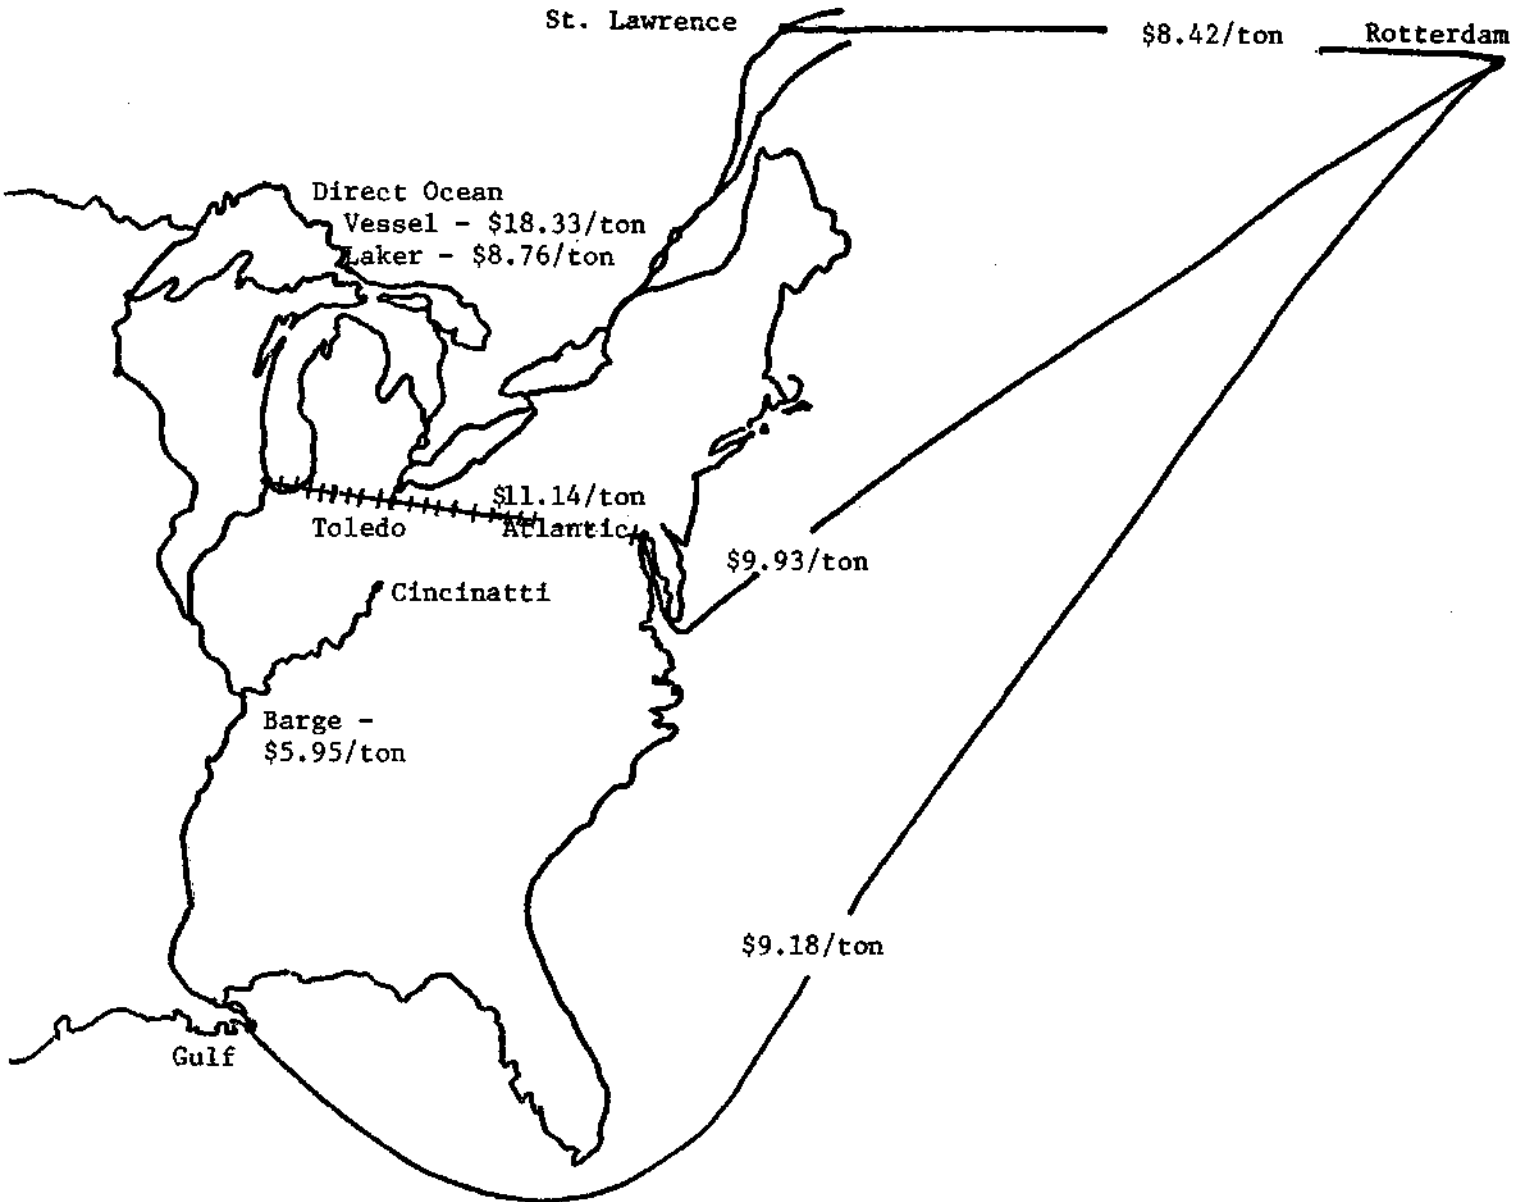 St. Lawrence
$8.42/ton
Rotterdam
Direct Ocean
Vessel - $18.33/ton
Laker - $8.76/ton
$11.14/ton
Toledo
Atlantic
$9.93/ton
Cincinatti
Barge -
$5.95/ton
$9.18/ton
Gulf